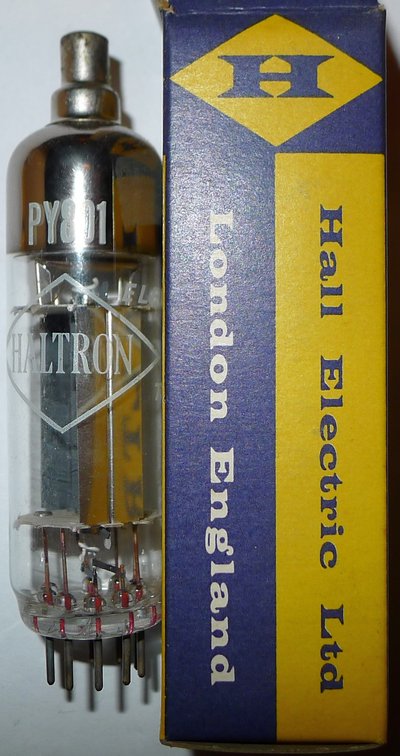 PY801
HALTRON
H
London England
Hall Electric Ltd